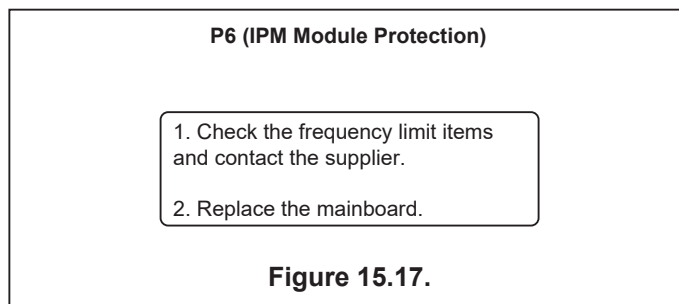 P6 (IPM Module Protection)
1. Check the frequency limit items
and contact the supplier.
2. Replace the mainboard.
Figure 15.17.